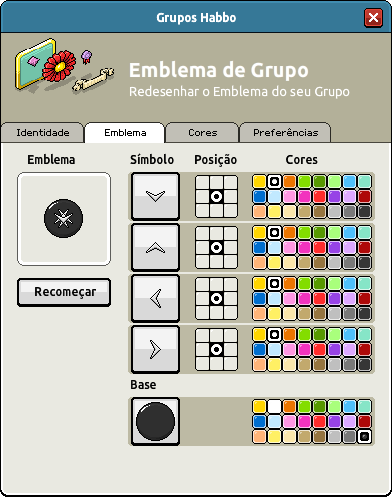 Grupos Habbo
Emblema de Grupo
Redesenhar o Emblema do seu Grupo
Identidade Emblema Cores Preferências
Emblema Símbolo Posição Cores
Recomeçar
Base